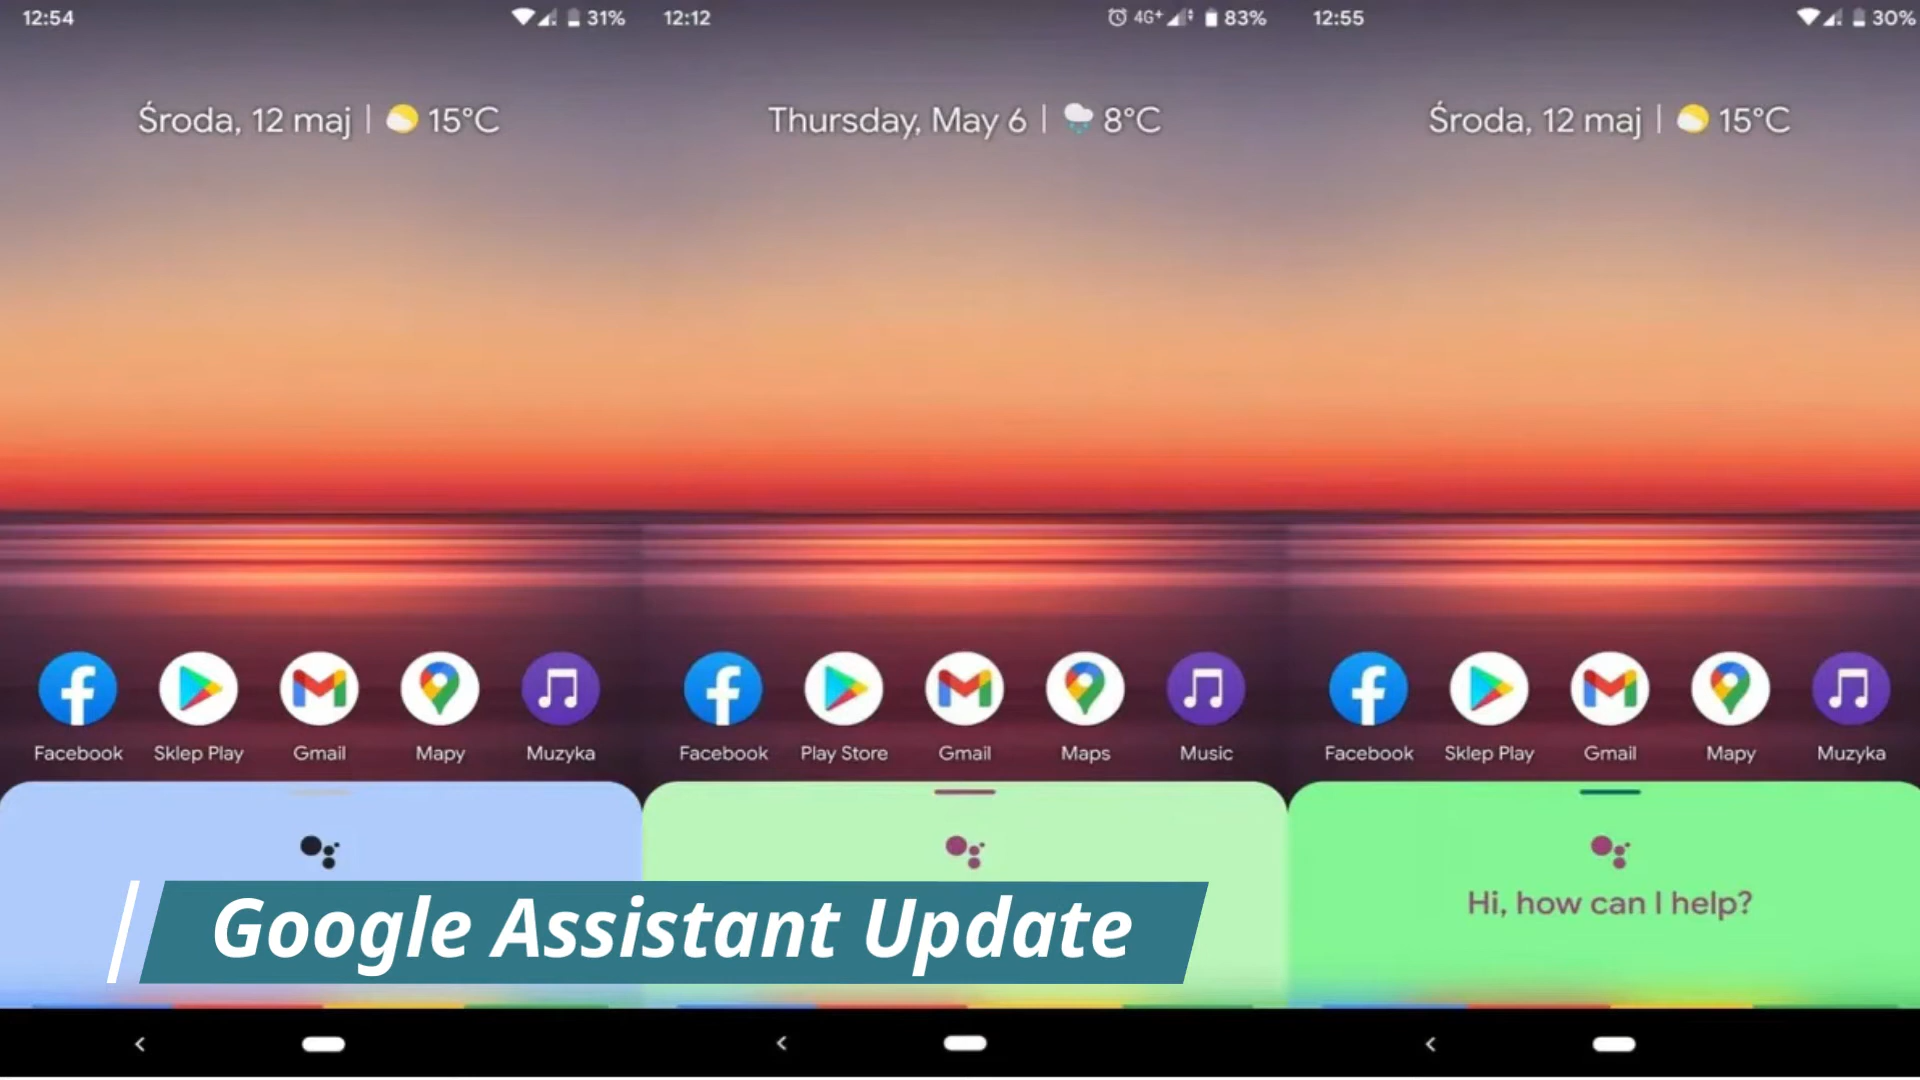 12:54 31%
Środa, 12 maj | 15°C
Facebook Sklep Play Gmail Mapy Muzyka
12:12 4G+ 83%
Thursday, May 6 | 8°C
Facebook Play Store Gmail Maps Music
12:55 30%
Środa, 12 maj | 15°C
Facebook Sklep Play Gmail Mapy Muzyka
Hi, how can I help?
Google Assistant Update